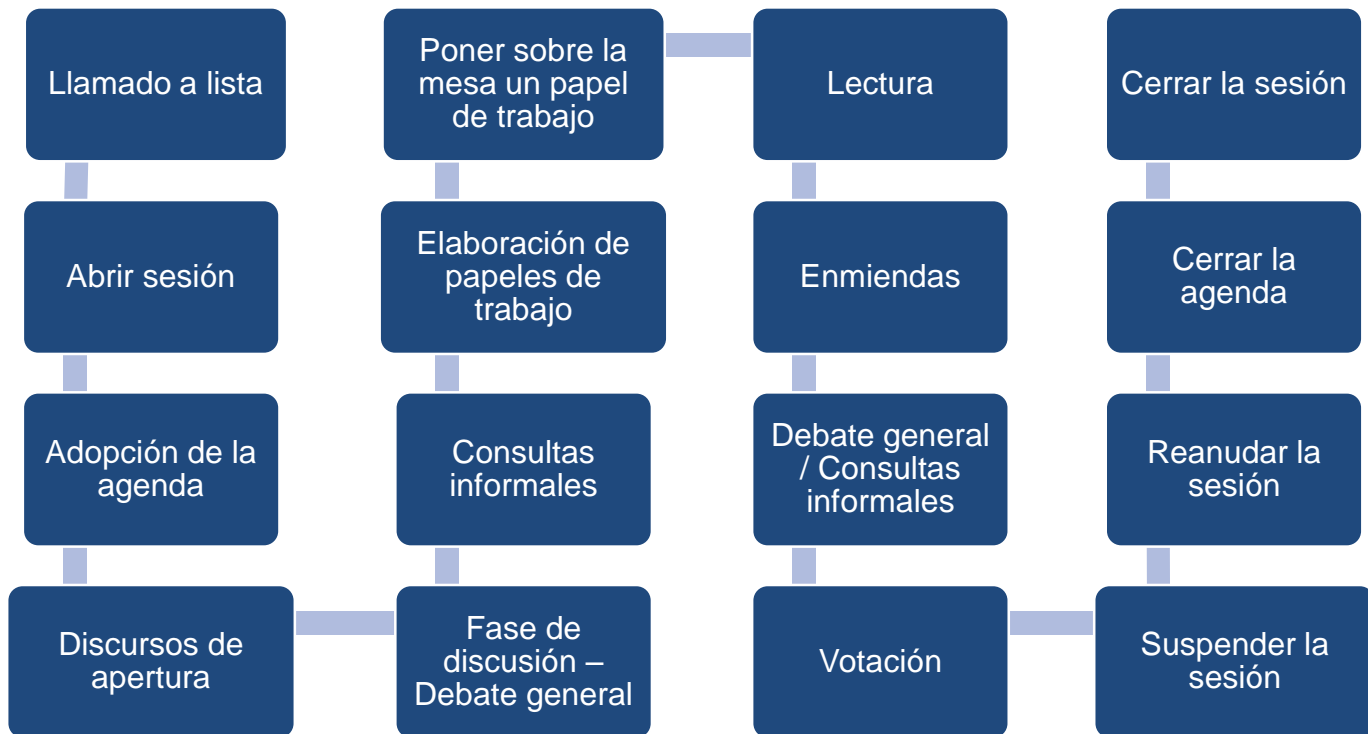 Llamado a lista
Abrir sesión
Adopción de la
agenda
Discursos de
apertura
Fase de
discusión –
Debate general
Consultas
informales
Elaboración de
papeles de
trabajo
Poner sobre la
mesa un papel
de trabajo
Lectura
Enmiendas
Debate general
/ Consultas
informales
Votación
Suspender la
sesión
Reanudar la
sesión
Cerrar la
agenda
Cerrar la sesión